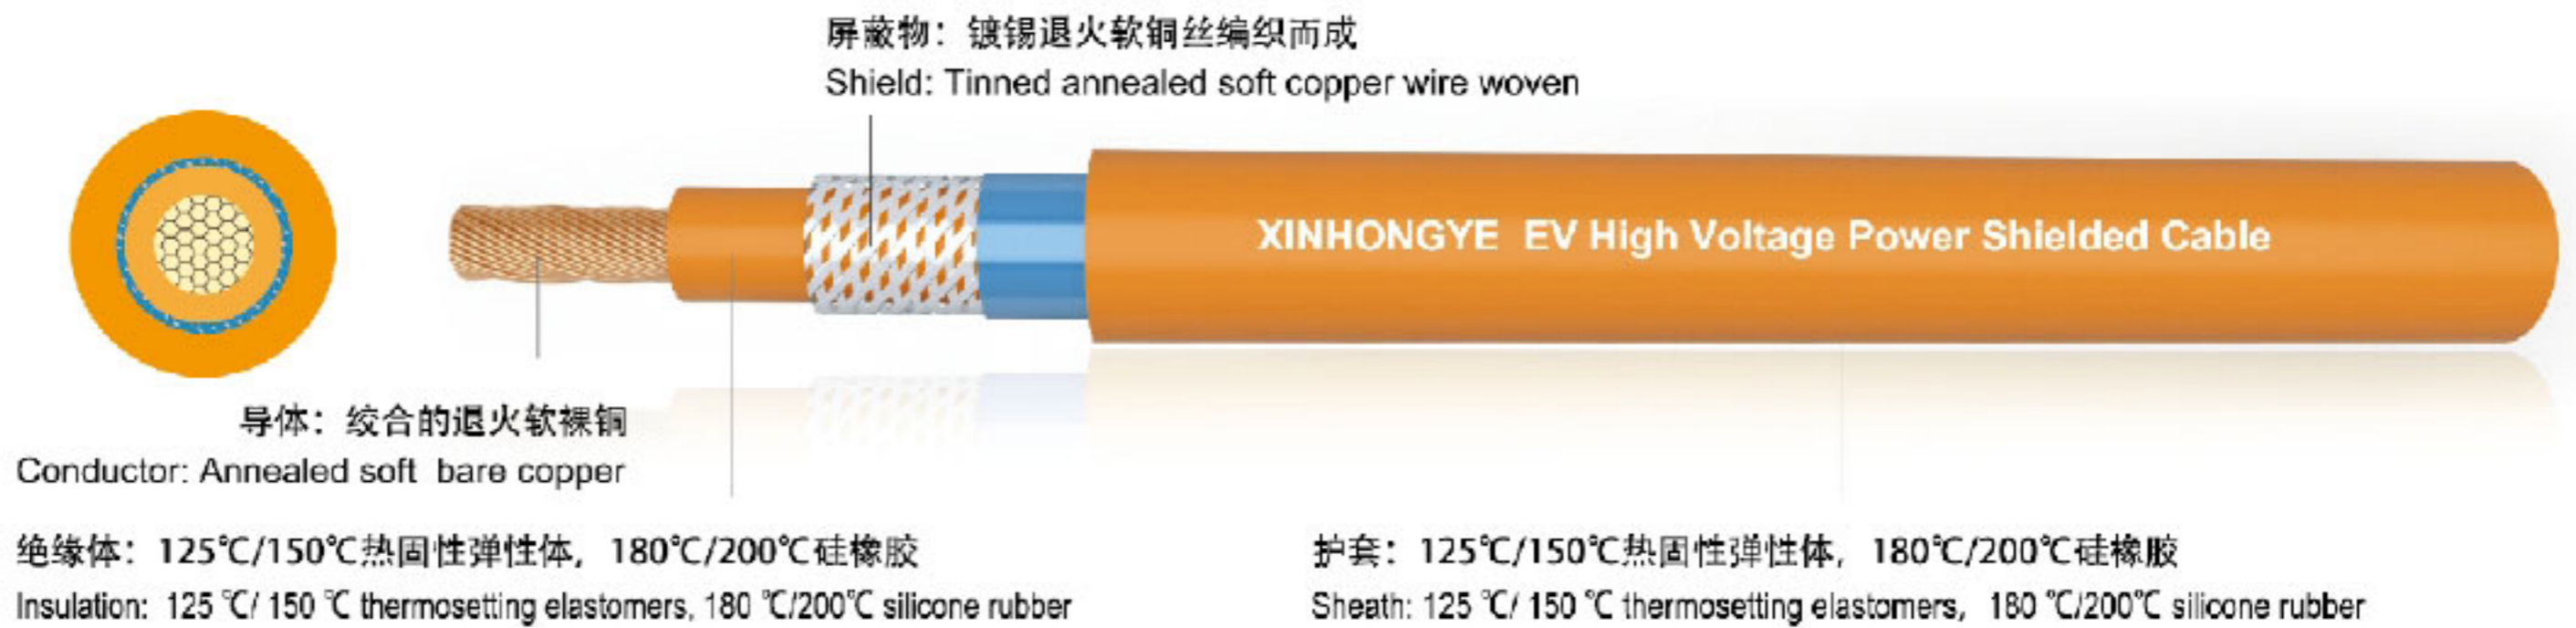 屏蔽物：镀锡退火软铜丝编织而成
Shield: Tinned annealed soft copper wire woven
XINHONGYE EV High Voltage Power Shielded Cable
导体：绞合的退火软裸铜
Conductor: Annealed soft bare copper
绝缘体：125℃/150℃热固性弹性体，180℃/200℃硅橡胶
Insulation: 125 ℃/ 150 ℃ thermosetting elastomers, 180 ℃/200℃ silicone rubber
护套：125℃/150℃热固性弹性体，180℃/200℃硅橡胶
Sheath: 125 ℃/ 150 ℃ thermosetting elastomers, 180 ℃/200℃ silicone rubber